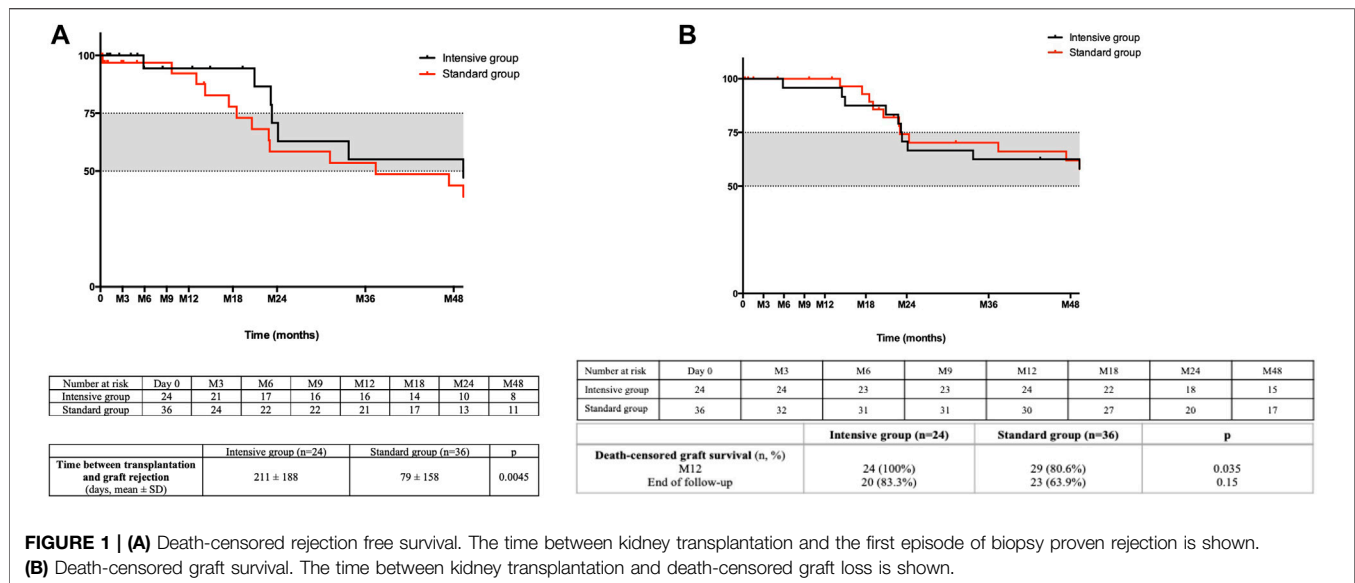 A
Intensive group
Standard group
100
75
50
0
0 M3 M6 M9 M12 M18 M24 M36 M48
Time (months)
Number at risk Day 0 M3 M6 M9 M12 M18 M24 M48
Intensive group 24 21 17 16 16 14 10 8
Standard group 36 24 22 22 21 17 13 11
Intensive group (n=24) Standard group (n=36) p
Time between transplantation
and graft rejection
(days, mean ± SD)
211 ± 188 79 ± 158 0.0045
B
Intensive group
Standard group
100
75
50
0
0 M3 M6 M9 M12 M18 M24 M36 M48
Time (months)
Number at risk Day 0 M3 M6 M9 M12 M18 M24 M48
Intensive group 24 24 23 23 24 22 18 15
Standard group 36 32 31 31 30 27 20 17
Intensive group (n=24) Standard group (n=36) p
Death-censored graft survival (n, %)
M12 24 (100%) 29 (80.6%) 0.035
End of follow-up 20 (83.3%) 23 (63.9%) 0.15
FIGURE 1 | (A) Death-censored rejection free survival. The time between kidney transplantation and the first episode of biopsy proven rejection is shown.
(B) Death-censored graft survival. The time between kidney transplantation and death-censored graft loss is shown.